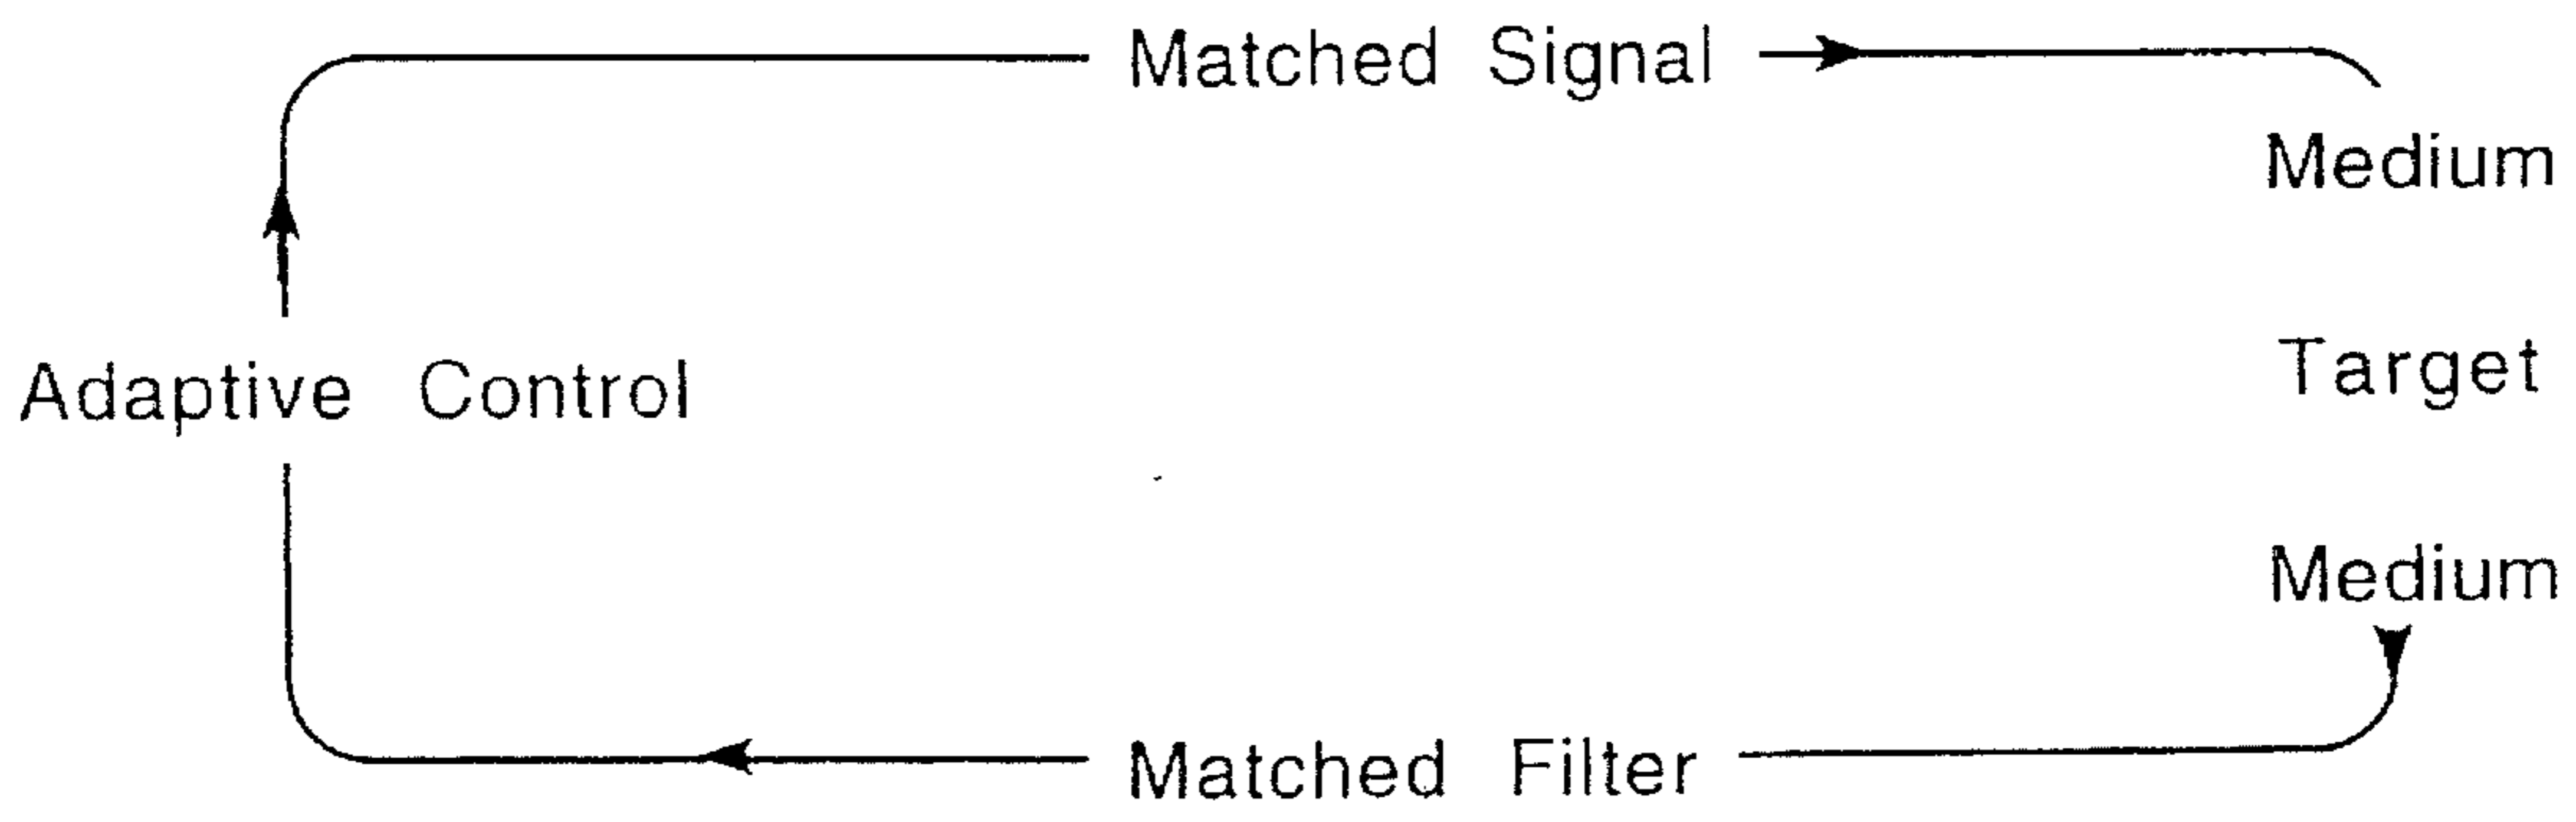 Matched Signal
Medium
Adaptive Control
Target
Medium
Matched Filter